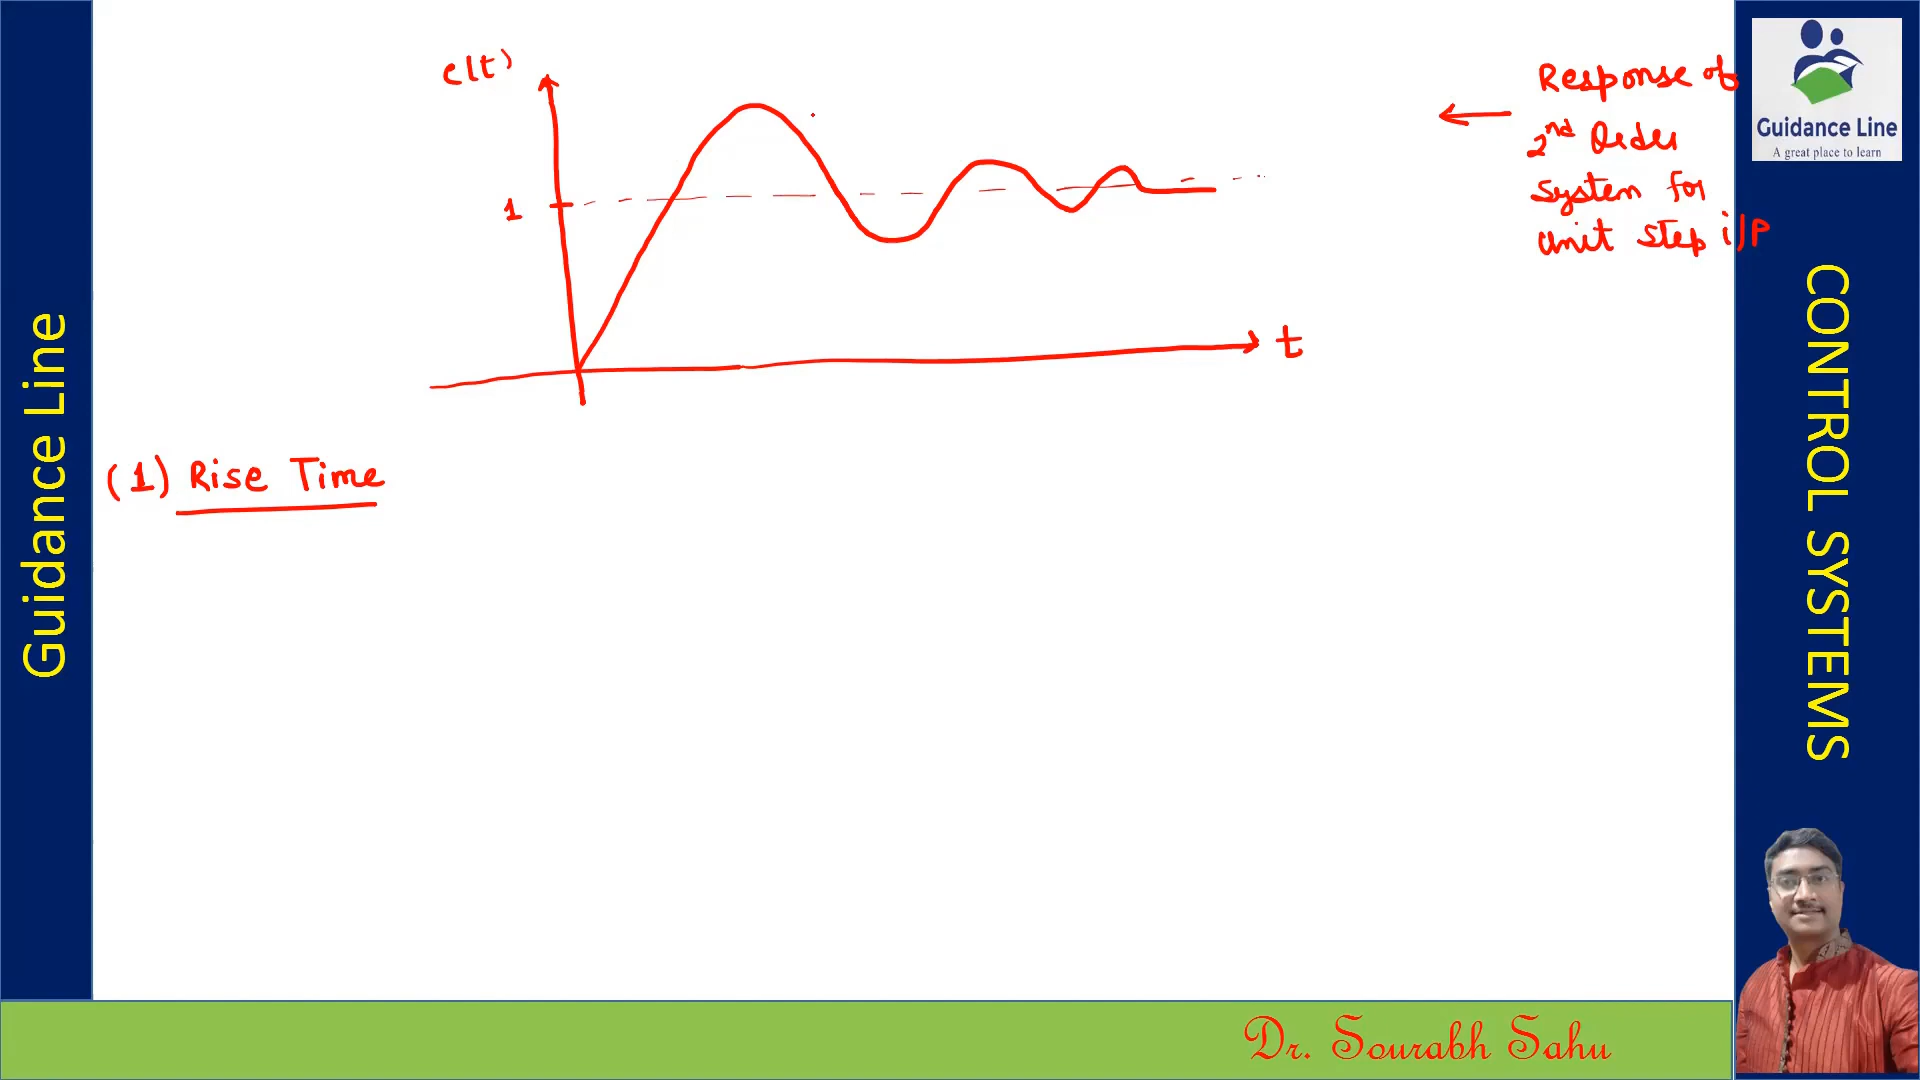 c(t)
1
t
Response of
2nd Order
system for
unit step i/p
(1) Rise Time
Guidance Line
Guidance Line
A great place to learn
CONTROL SYSTEMS
Dr. Sourabh Sahu